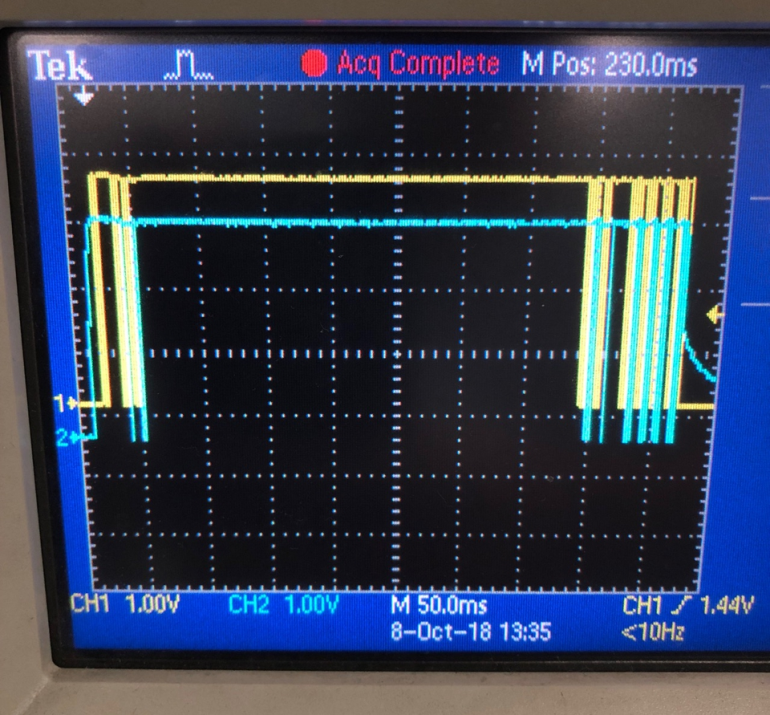 Tek Acq Complete M Pos: 230.0ms
1
2
CH1 1.00V CH2 1.00V M 50.0ms CH1 1.44V
8-Oct-18 13:35 <10Hz